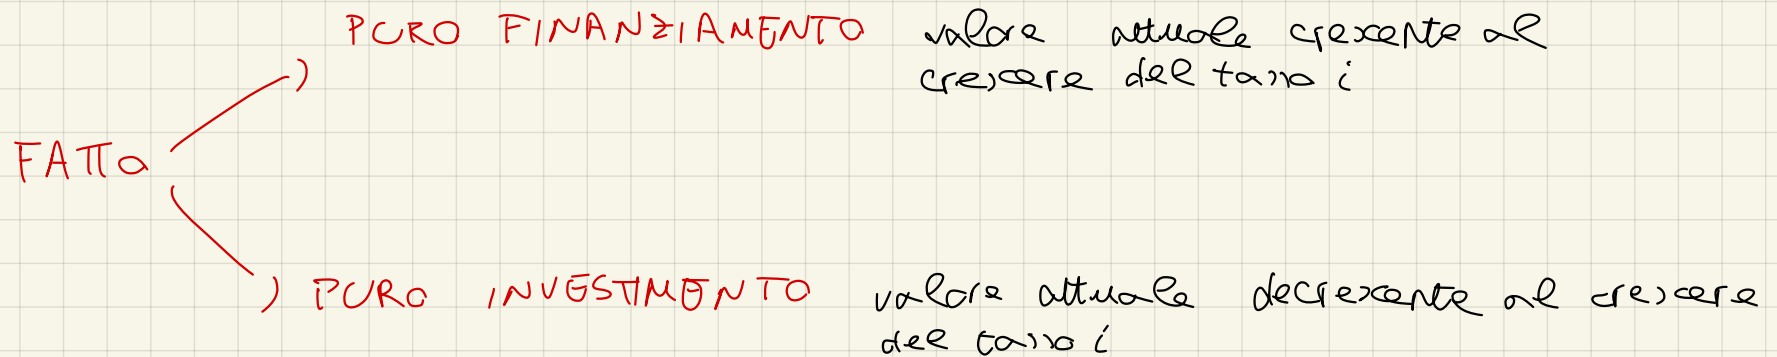 PURO FINANZIAMENTO valore attuale crescente al
crescere del tasso i
FATTO
PURO INVESTIMENTO valore attuale decrescente al crescere
del tasso i